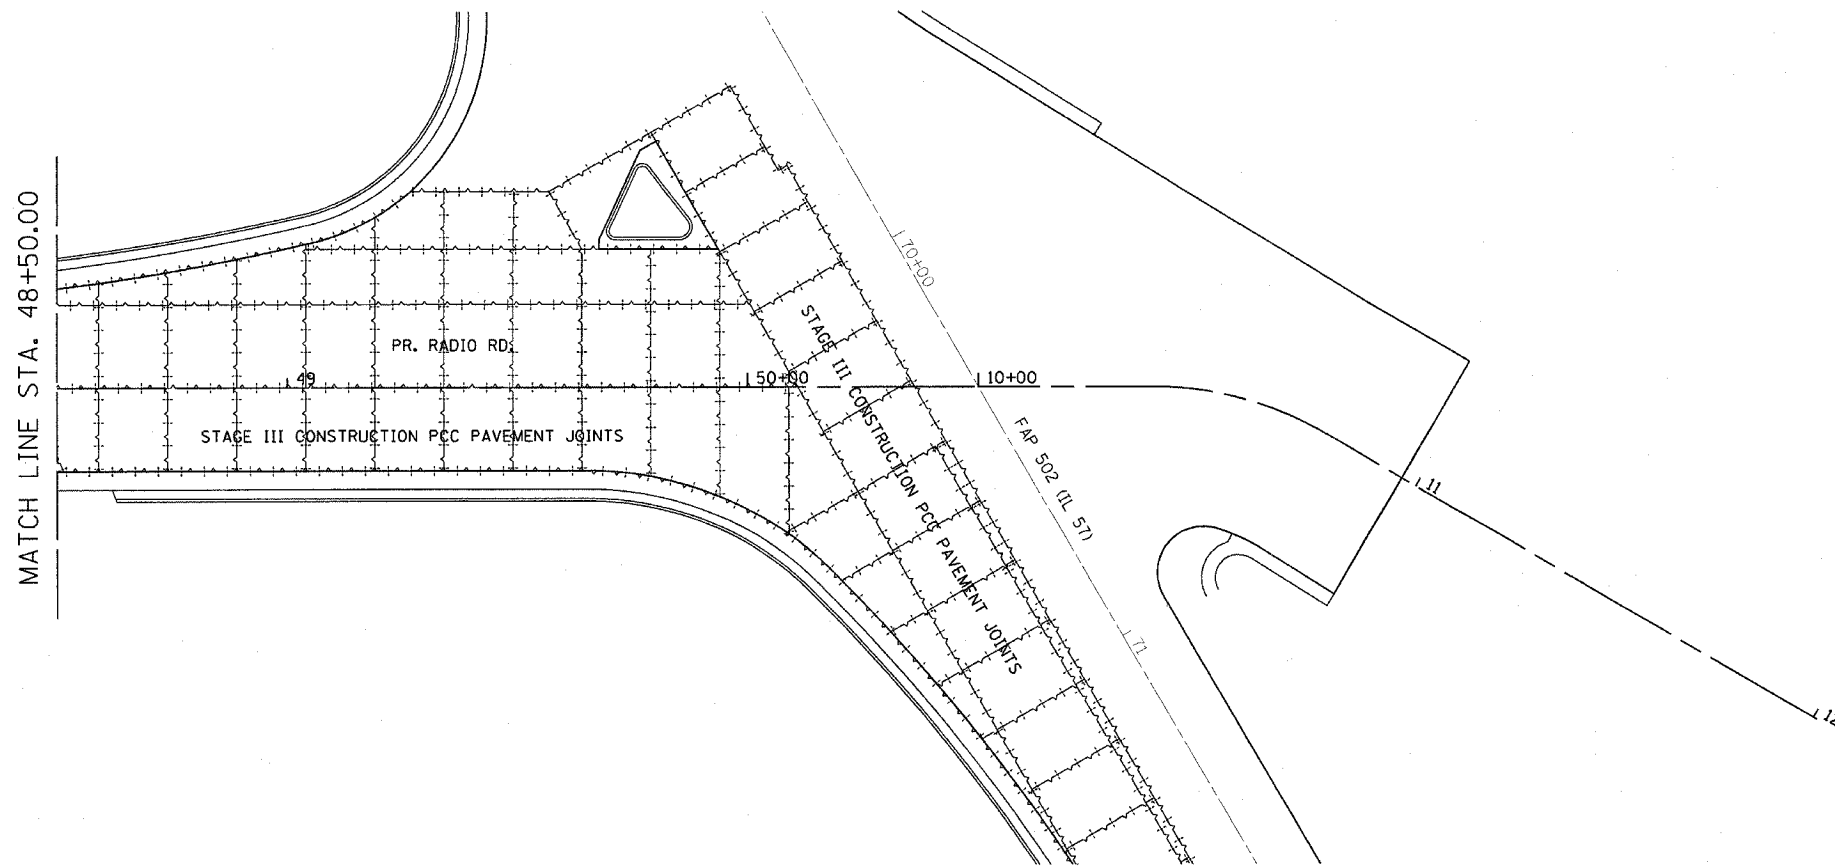 MATCH LINE STA. 48+50.00
70+00
STAGE III CONSTRUCTION PCC PAVEMENT JOINTS
PR. RADIO RD.
49
50+00
10+00
FAP 502 (IL 57)
STAGE III CONSTRUCTION PCC PAVEMENT JOINTS
11
71
12